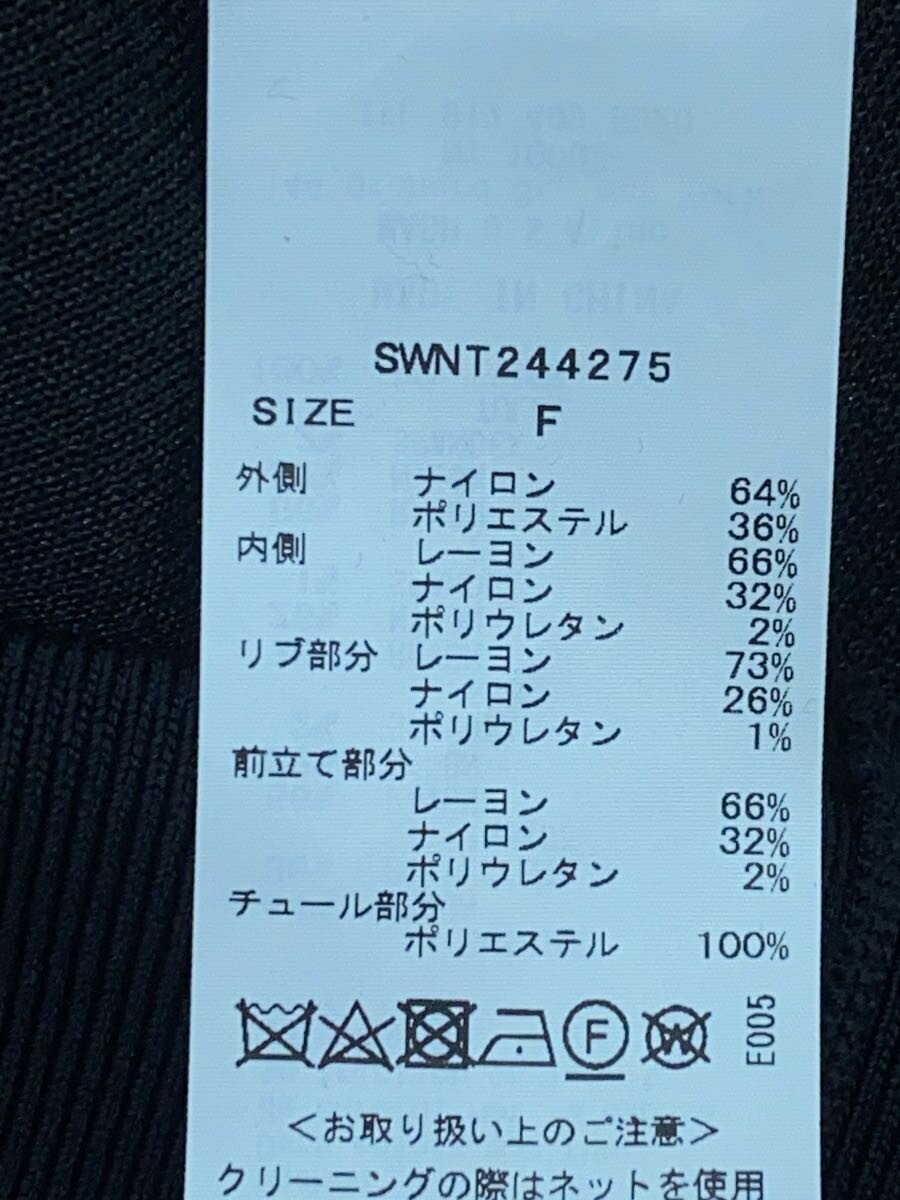 SWNT244275
SIZE F
外側 ナイロン 64%
ポリエステル 36%
内側 レーヨン 66%
ナイロン 32%
ポリウレタン 2%
リブ部分 レーヨン 73%
ナイロン 26%
ポリウレタン 1%
前立て部分
レーヨン 66%
ナイロン 32%
ポリウレタン 2%
チュール部分
ポリエステル 100%
F W E005
<お取り扱い上のご注意>
クリーニングの際はネットを使用